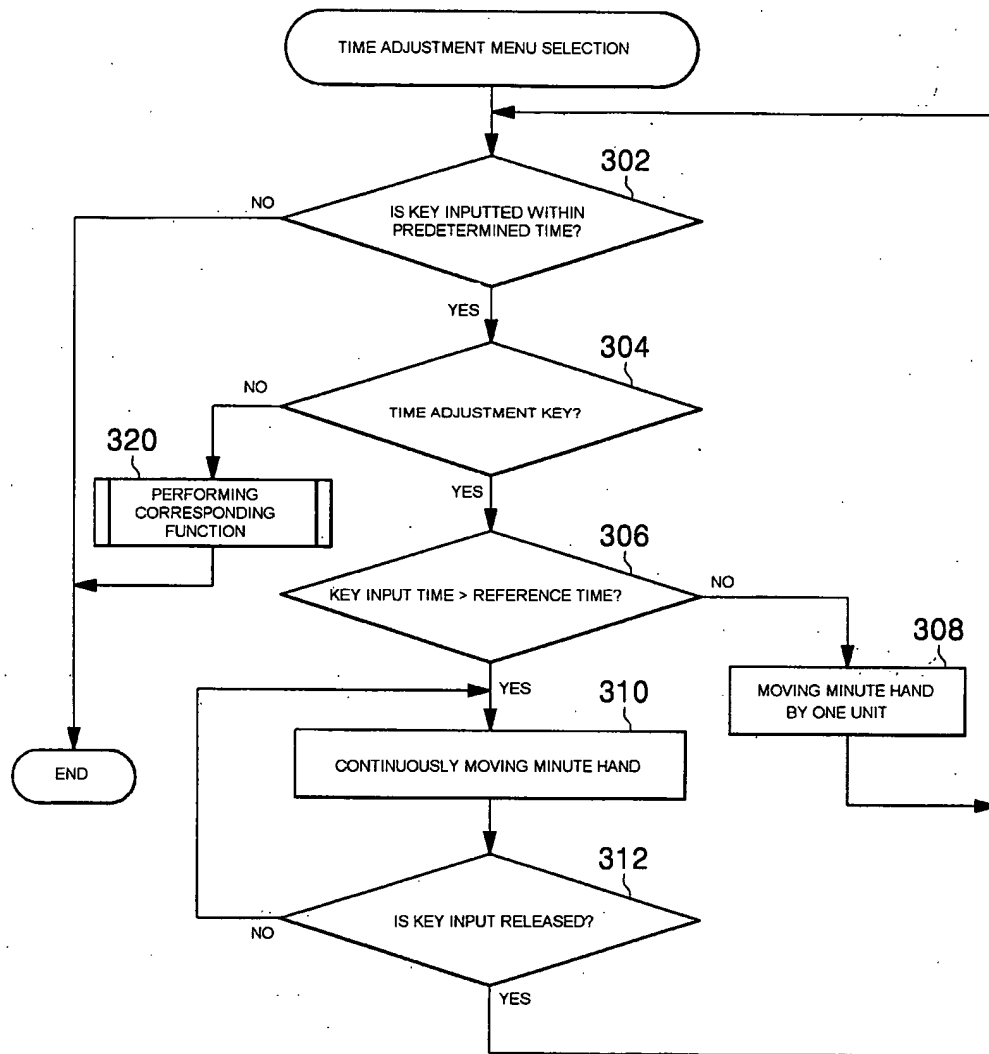 TIME ADJUSTMENT MENU SELECTION
302
NO
IS KEY INPUTTED WITHIN
PREDETERMINED TIME?
YES
304
NO
TIME ADJUSTMENT KEY?
320
YES
PERFORMING
CORRESPONDING
FUNCTION
306
KEY INPUT TIME > REFERENCE TIME?
NO
308
YES
310
MOVING MINUTE HAND
BY ONE UNIT
END
CONTINUOUSLY MOVING MINUTE HAND
312
IS KEY INPUT RELEASED?
NO
YES